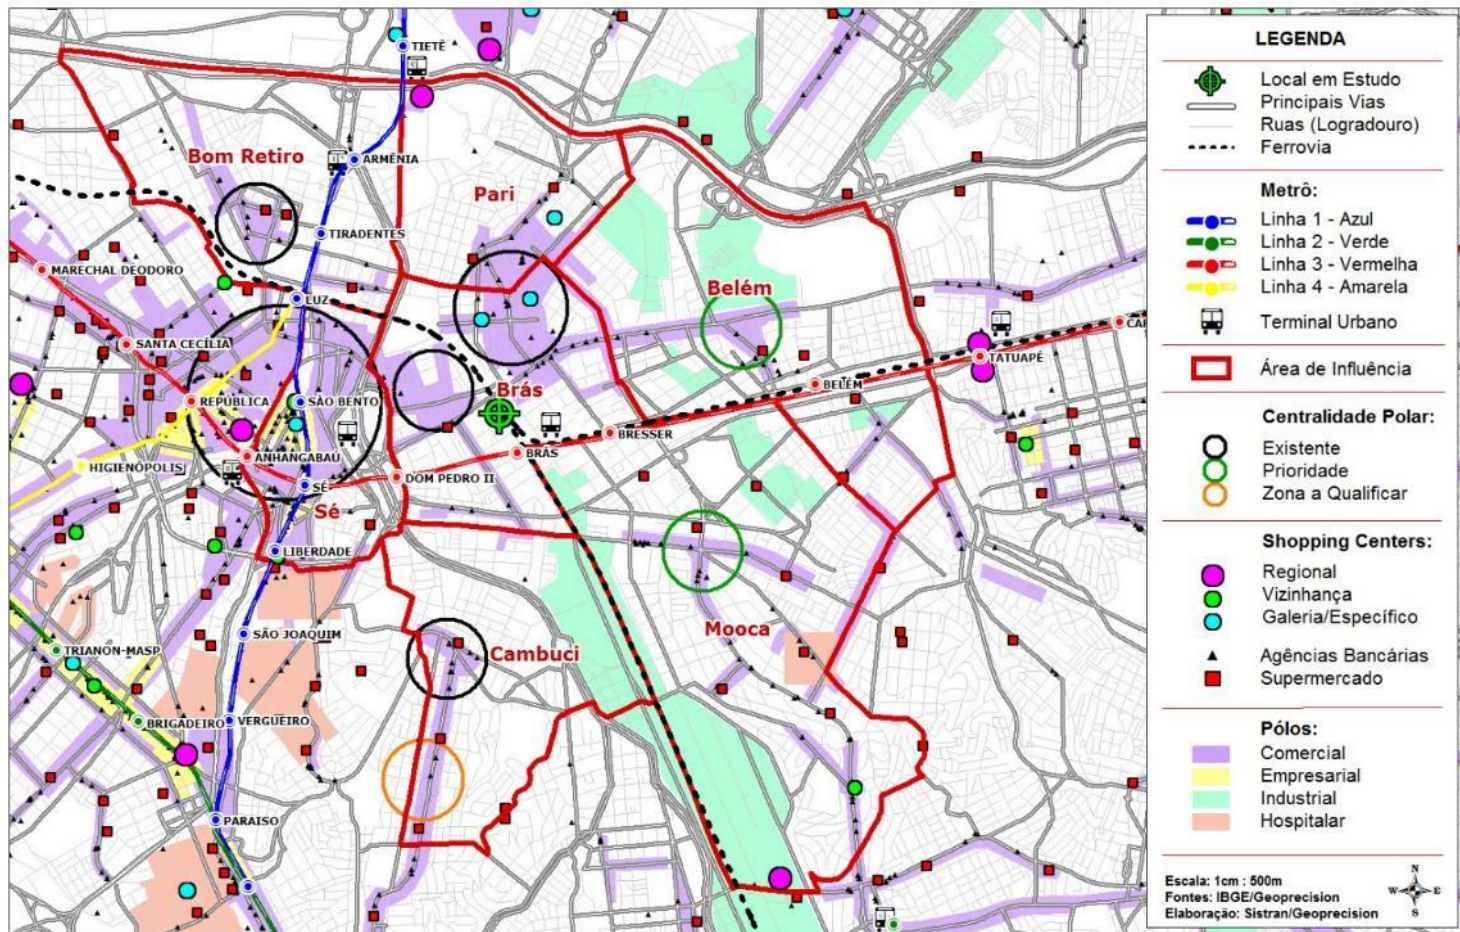 TIETÊ
Bom Retiro
ARMÊNIA
Pari
TIRADENTES
MARECHAL DEODORO
LUZ
Belém
SANTA CECÍLIA
TATUAPÉ
BELÉM
Brás
REPÚBLICA
SÃO BENTO
BRESSER
ANHANGABAÚ
BRÁS
HIGIENÓPOLIS
DOM PEDRO II
SÉ
Sé
LIBERDADE
SÃO JOAQUIM
Mooca
TRIANON-MASP
Cambuci
BRIGADEIRO
VERGUEIRO
PARAISO
LEGENDA
Local em Estudo
Principais Vias
Ruas (Logradouro)
Ferrovia
Metrô:
Linha 1 - Azul
Linha 2 - Verde
Linha 3 - Vermelha
Linha 4 - Amarela
Terminal Urbano
Área de Influência
Centralidade Polar:
Existente
Prioridade
Zona a Qualificar
Shopping Centers:
Regional
Vizinhança
Galeria/Específico
Agências Bancárias
Supermercado
Pólos:
Comercial
Empresarial
Industrial
Hospitalar
Escala: 1cm : 500m
Fontes: IBGE/Geoprecision
Elaboração: Sistran/Geoprecision
N
W E
S